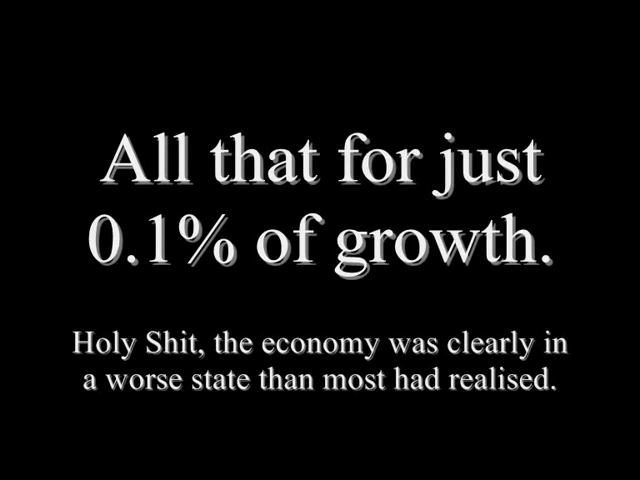 All that for just
0.1% of growth.
Holy Shit, the economy was clearly in
a worse state than most had realised.